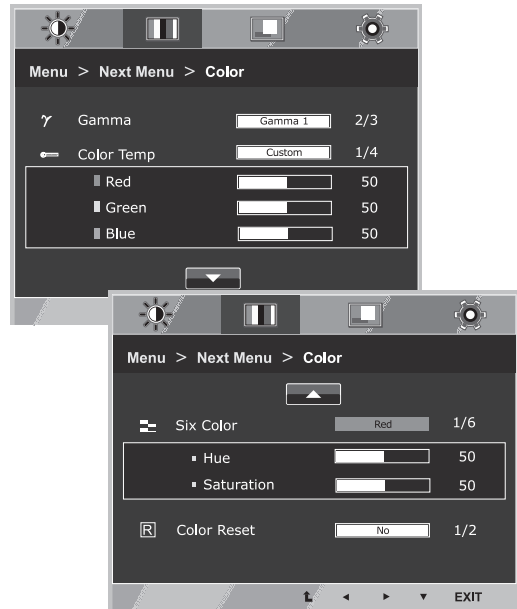 Menu > Next Menu > Color
γ Gamma Gamma 1 2/3
Color Temp Custom 1/4
Red 50
Green 50
Blue 50
Menu > Next Menu > Color
Six Color Red 1/6
Hue 50
Saturation 50
R Color Reset No 1/2
EXIT